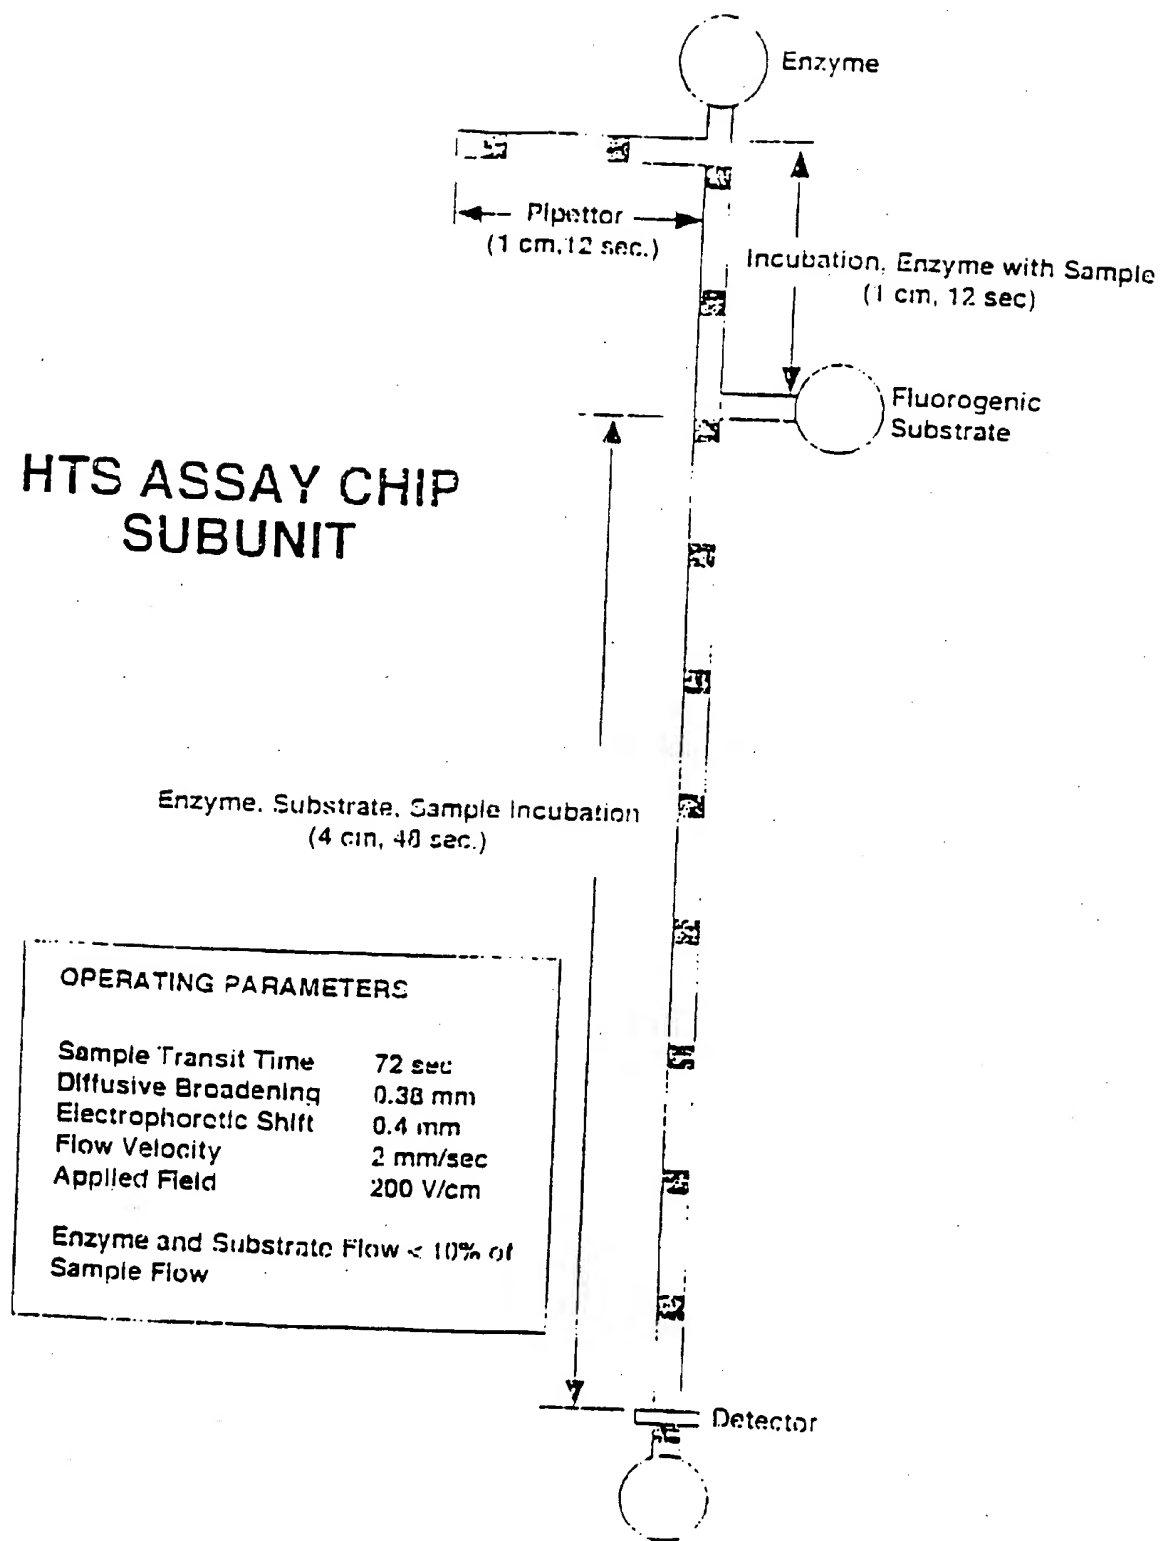 Enzyme
Pipettor
(1 cm, 12 sec.)
Incubation, Enzyme with Sample
(1 cm, 12 sec)
Fluorogenic
Substrate
HTS ASSAY CHIP
SUBUNIT
Enzyme, Substrate, Sample Incubation
(4 cm, 48 sec.)
OPERATING PARAMETERS
Sample Transit Time 72 sec
Diffusive Broadening 0.38 mm
Electrophoretic Shift 0.4 mm
Flow Velocity 2 mm/sec
Applied Field 200 V/cm
Enzyme and Substrate Flow < 10% of
Sample Flow
Detector